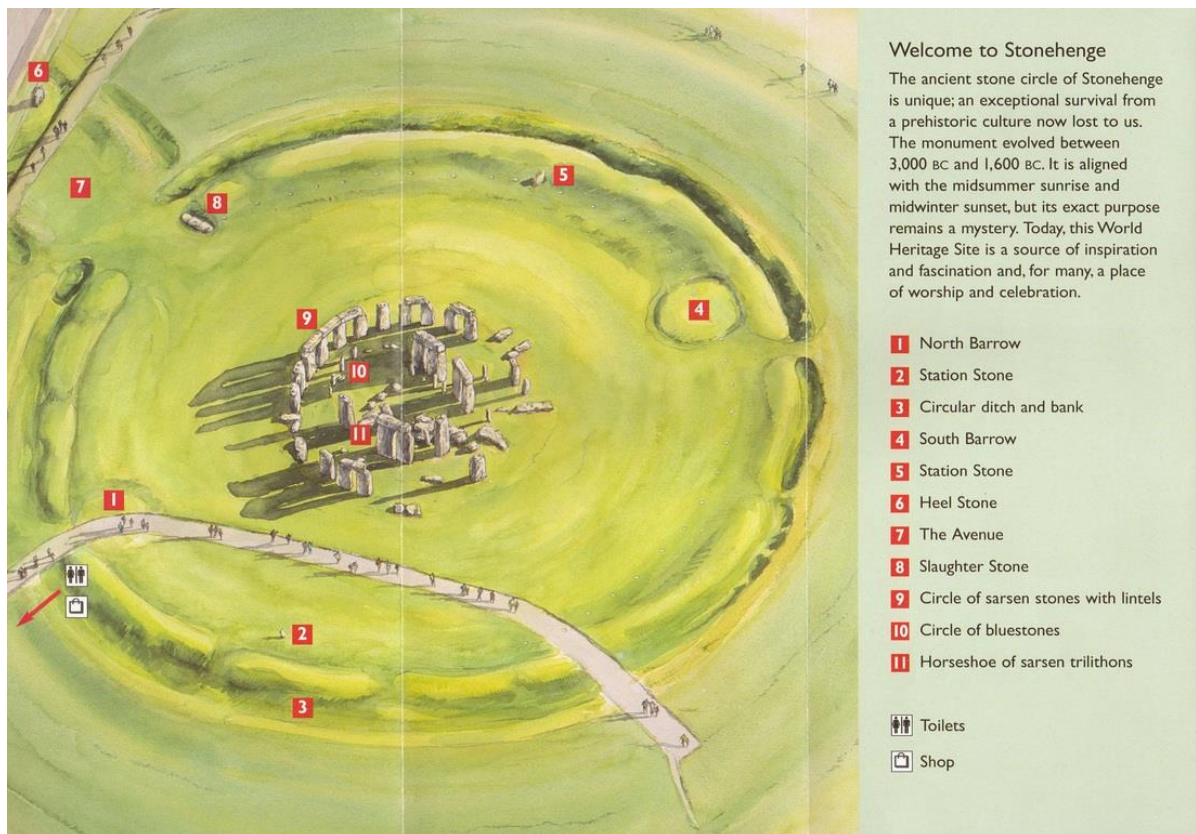 6
7
8
5
4
9
10
11
1
2
3
Welcome to Stonehenge
The ancient stone circle of Stonehenge
is unique; an exceptional survival from
a prehistoric culture now lost to us.
The monument evolved between
3,000 BC and 1,600 BC. It is aligned
with the midsummer sunrise and
midwinter sunset, but its exact purpose
remains a mystery. Today, this World
Heritage Site is a source of inspiration
and fascination and, for many, a place
of worship and celebration.
1 North Barrow
2 Station Stone
3 Circular ditch and bank
4 South Barrow
5 Station Stone
6 Heel Stone
7 The Avenue
8 Slaughter Stone
9 Circle of sarsen stones with lintels
10 Circle of bluestones
11 Horseshoe of sarsen trilithons
Toilets
Shop